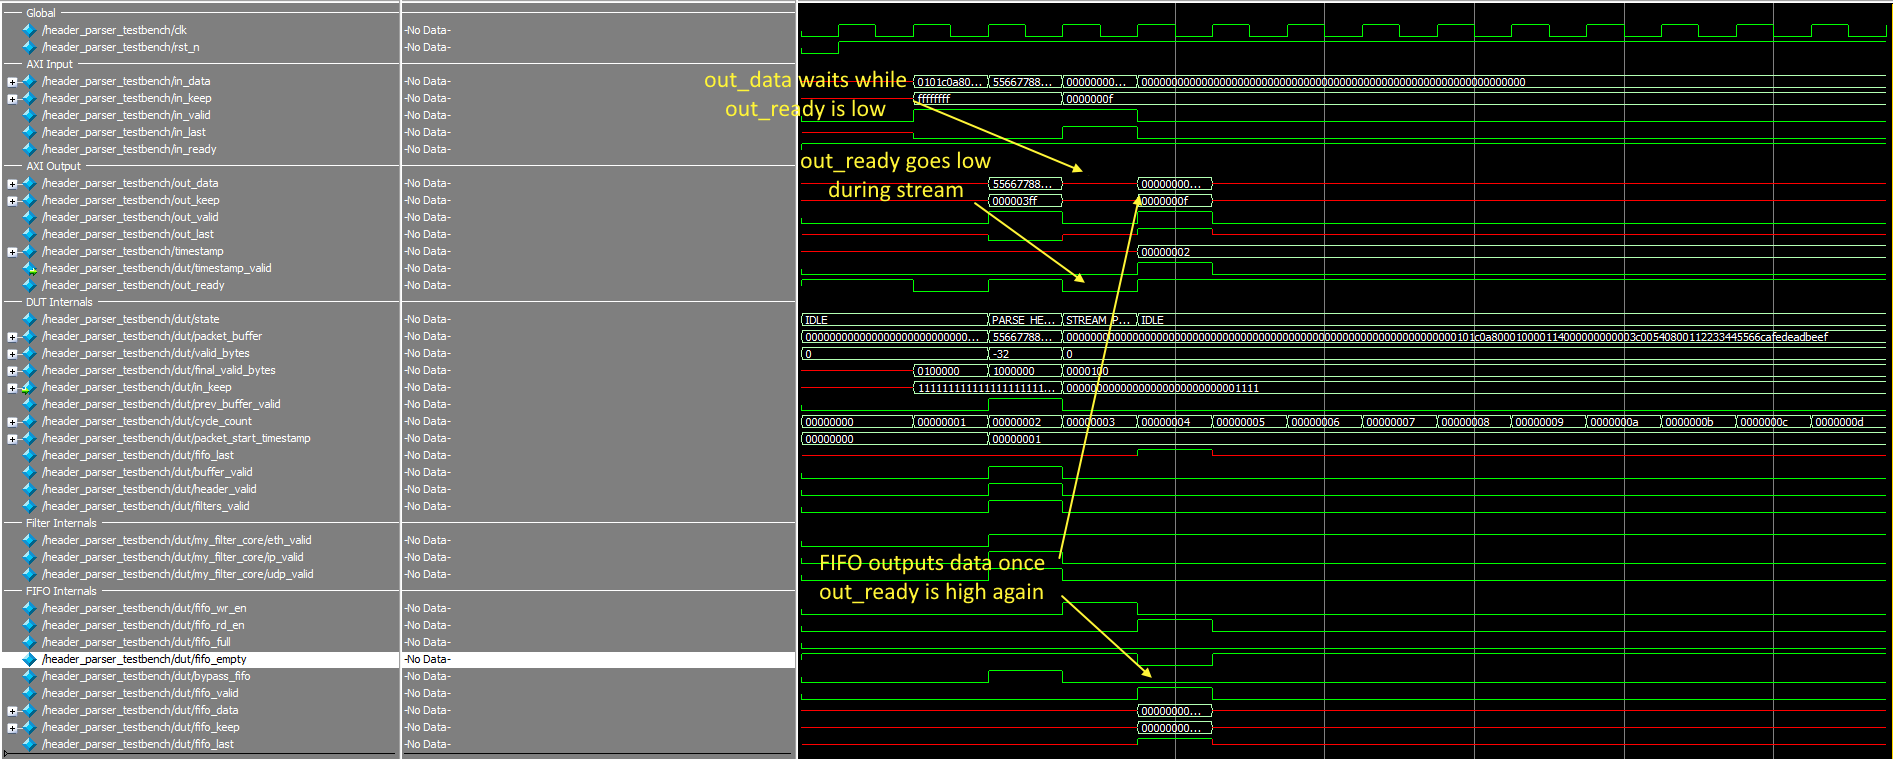 Global
/header_parser_testbench/clk -No Data-
/header_parser_testbench/rst_n -No Data-
AXI Input
/header_parser_testbench/in_data -No Data- 0101c0a80... 55667788... 00000000... 0000000000000000000000000000000000000000000000000000000000000000
/header_parser_testbench/in_keep -No Data- ffffffff 0000000f
/header_parser_testbench/in_valid -No Data-
/header_parser_testbench/in_last -No Data-
/header_parser_testbench/in_ready -No Data-
out_data waits while
out_ready is low
AXI Output
/header_parser_testbench/out_data -No Data- 55667788... 00000000...
/header_parser_testbench/out_keep -No Data- 000003ff 0000000f
/header_parser_testbench/out_valid -No Data-
/header_parser_testbench/out_last -No Data-
/header_parser_testbench/timestamp -No Data- 00000002
/header_parser_testbench/dut/timestamp_valid -No Data-
/header_parser_testbench/out_ready -No Data-
out_ready goes low
during stream
DUT Internals
/header_parser_testbench/dut/state -No Data- IDLE PARSE_HE... STREAM_P... IDLE
/header_parser_testbench/dut/packet_buffer -No Data- 55667788...
/header_parser_testbench/dut/valid_bytes -No Data- 0 -32 0
/header_parser_testbench/dut/final_valid_bytes -No Data- 0100000 1000000 0000100
/header_parser_testbench/dut/in_keep -No Data- 00000000000000000000000000001111
/header_parser_testbench/dut/prev_buffer_valid -No Data-
/header_parser_testbench/dut/cycle_count -No Data- 00000000 00000001 00000002 00000003 00000004 00000005 00000006 00000007 00000008 00000009 0000000a 0000000b 0000000c 0000000d
/header_parser_testbench/dut/packet_start_timestamp -No Data- 00000000 00000001
/header_parser_testbench/dut/fifo_last -No Data-
/header_parser_testbench/dut/buffer_valid -No Data-
/header_parser_testbench/dut/header_valid -No Data-
/header_parser_testbench/dut/filters_valid -No Data-
Filter Internals
/header_parser_testbench/dut/my_filter_core/eth_valid -No Data-
/header_parser_testbench/dut/my_filter_core/ip_valid -No Data-
/header_parser_testbench/dut/my_filter_core/udp_valid -No Data-
FIFO outputs data once
out_ready is high again
FIFO Internals
/header_parser_testbench/dut/fifo_wr_en -No Data-
/header_parser_testbench/dut/fifo_rd_en -No Data-
/header_parser_testbench/dut/fifo_full -No Data-
/header_parser_testbench/dut/fifo_empty -No Data-
/header_parser_testbench/dut/bypass_fifo -No Data-
/header_parser_testbench/dut/fifo_valid -No Data-
/header_parser_testbench/dut/fifo_data -No Data- 00000000...
/header_parser_testbench/dut/fifo_keep -No Data- 00000000...
/header_parser_testbench/dut/fifo_last -No Data-